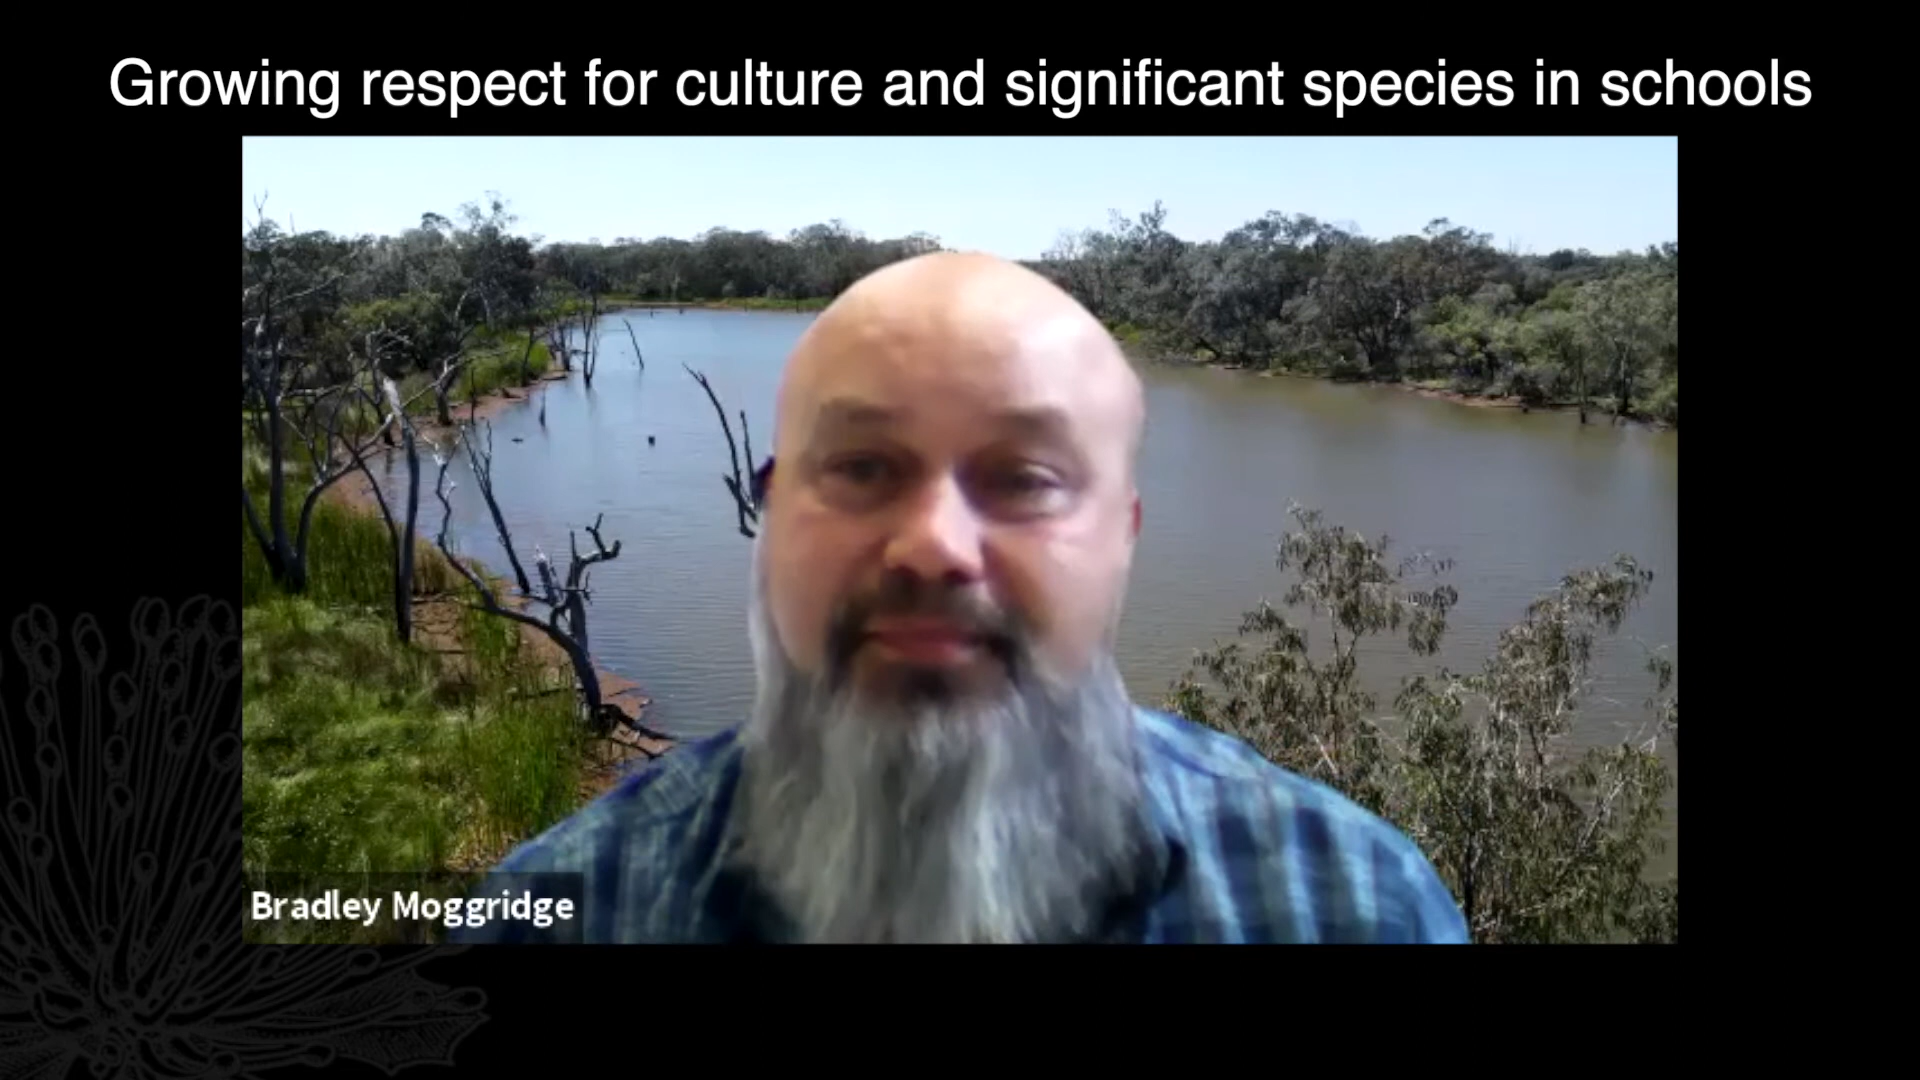 Growing respect for culture and significant species in schools
Bradley Moggridge